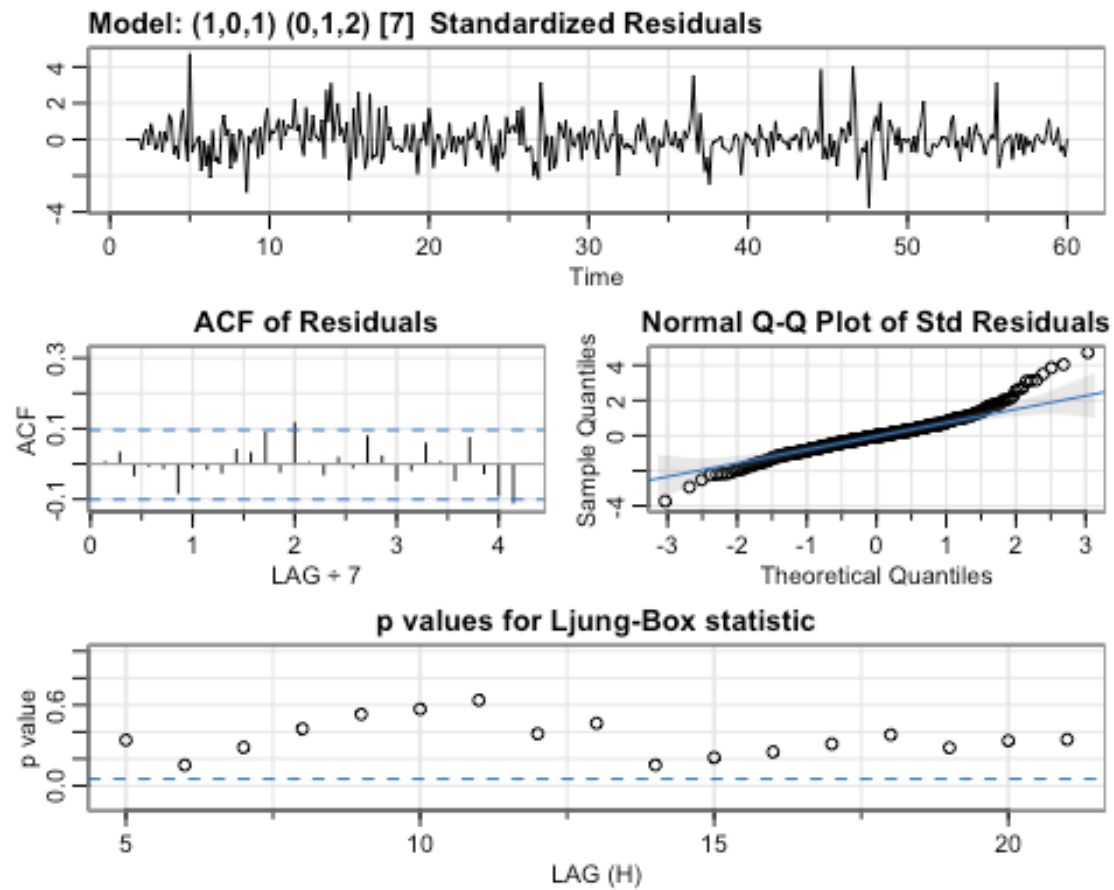 Model: (1,0,1) (0,1,2) [7] Standardized Residuals
4
2
0
-4
0 10 20 30 40 50 60
Time
ACF of Residuals
ACF
0.3
0.1
-0.1
0 1 2 3 4
LAG ÷ 7
Normal Q-Q Plot of Std Residuals
Sample Quantiles
4
2
0
-4
-3 -2 -1 0 1 2 3
Theoretical Quantiles
p values for Ljung-Box statistic
p value
0.6
0.0
5 10 15 20
LAG (H)